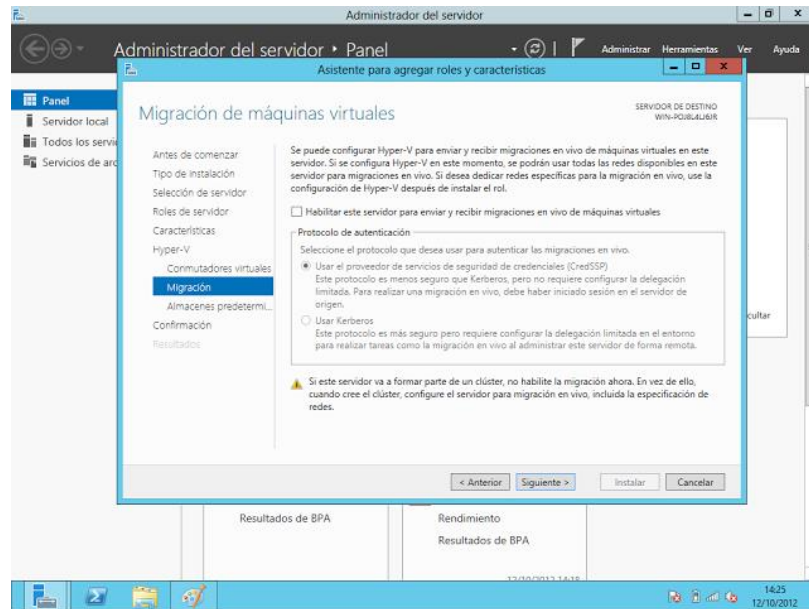 Administrador del servidor
Administrador del servidor ‣ Panel
Administrar Herramientas Ver Ayuda
Asistente para agregar roles y características
Panel
Servidor local
Todos los servi
Servicios de arc
Migración de máquinas virtuales
SERVIDOR DE DESTINO
Antes de comenzar
Tipo de instalación
Selección de servidor
Roles de servidor
Características
Hyper-V
Conmutadores virtuales
Migración
Almacenes predetermi...
Confirmación
Resultados
Se puede configurar Hyper-V para enviar y recibir migraciones en vivo de máquinas virtuales en este
servidor. Si se configura Hyper-V en este momento, se podrán usar todas las redes disponibles en este
servidor para migraciones en vivo. Si desea dedicar redes específicas para la migración en vivo, use la
configuración de Hyper-V después de instalar el rol.
Habilitar este servidor para enviar y recibir migraciones en vivo de máquinas virtuales
Protocolo de autenticación
Seleccione el protocolo que desea usar para autenticar las migraciones en vivo.
Usar el proveedor de servicios de seguridad de credenciales (CredSSP)
Este protocolo es menos seguro que Kerberos, pero no requiere configurar la delegación
limitada. Para realizar una migración en vivo, debe haber iniciado sesión en el servidor de
origen.
Usar Kerberos
Este protocolo es más seguro pero requiere configurar la delegación limitada en el entorno
para realizar tareas como la migración en vivo al administrar este servidor de forma remota.
Si este servidor va a formar parte de un clúster, no habilite la migración ahora. En vez de ello,
cuando cree el clúster, configure el servidor para migración en vivo, incluida la especificación de
redes.
cultar
< Anterior Siguiente > Instalar Cancelar
Resultados de BPA
Rendimiento
Resultados de BPA
12/10/2012 14:18
14:25
12/10/2012